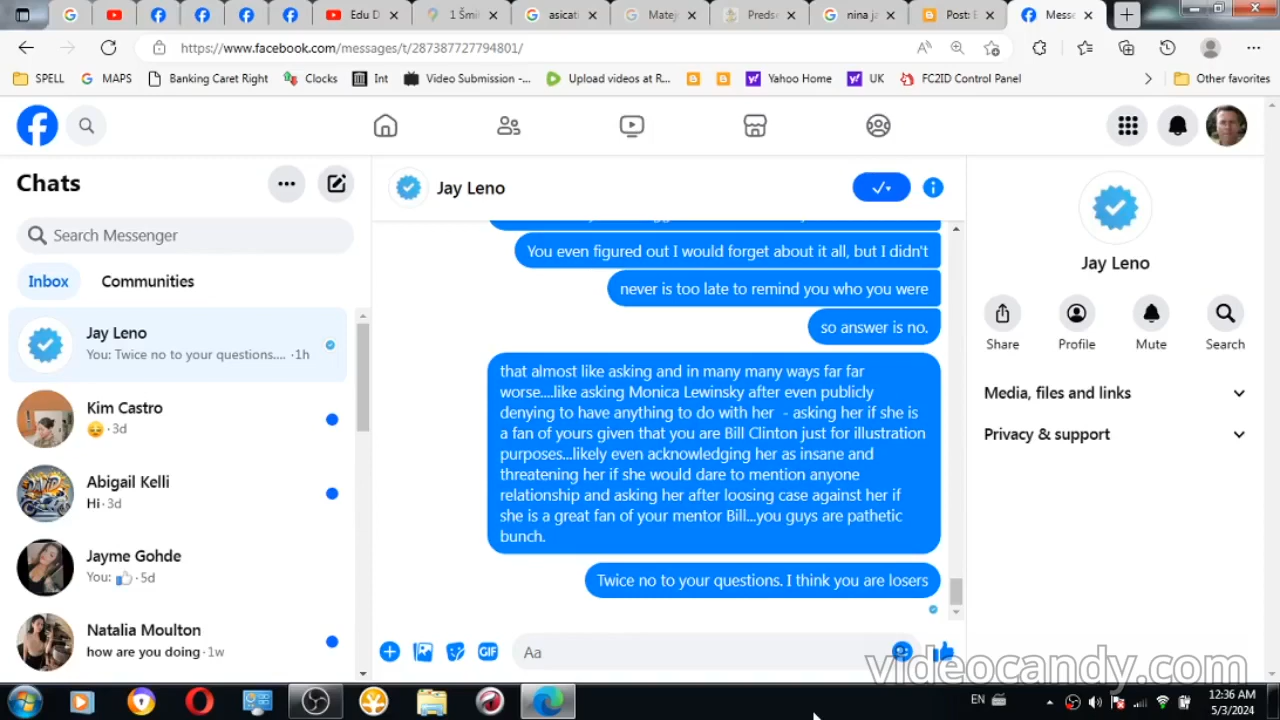 Edu D
1 Šmi
asicat
Matej
Preds
nina ja
Posts
Mess
https://www.facebook.com/messages/t/287387727794801/
SPELL
MAPS
Banking Caret Right
Clocks
Int
Video Submission -...
Upload videos at R...
Yahoo Home
UK
FC2ID Control Panel
Other favorites
Chats
Search Messenger
Inbox
Communities
Jay Leno
You: Twice no to your questions.... · 1h
Kim Castro
· 3d
Abigail Kelli
Hi · 3d
Jayme Gohde
You: · 5d
Natalia Moulton
how are you doing · 1w
Jay Leno
You even figured out I would forget about it all, but I didn't
never is too late to remind you who you were
so answer is no.
that almost like asking and in many many ways far far
worse....like asking Monica Lewinsky after even publicly
denying to have anything to do with her - asking her if she is
a fan of yours given that you are Bill Clinton just for illustration
purposes...likely even acknowledging her as insane and
threatening her if she would dare to mention anyone
relationship and asking her after loosing case against her if
she is a great fan of your mentor Bill...you guys are pathetic
bunch.
Twice no to your questions. I think you are losers
GIF
Aa
Jay Leno
Share
Profile
Mute
Search
Media, files and links
Privacy & support
videocandy.com
EN
12:36 AM
5/3/2024